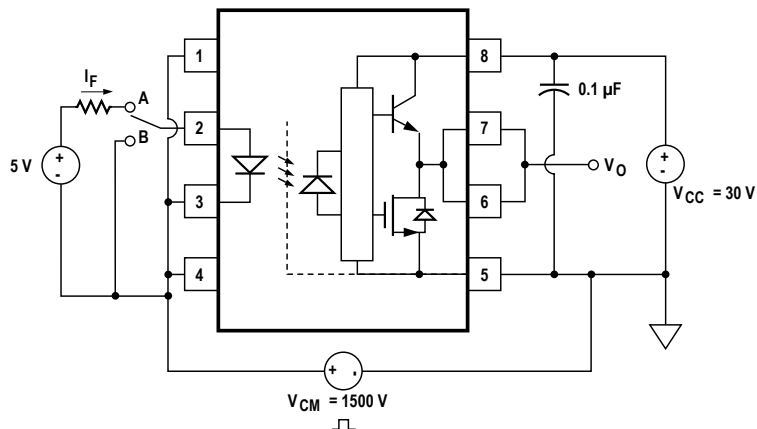 1
8
I F
A
0.1 µF
2
7
B
5 V
+
-
+
-
V O
V CC = 30 V
3
6
4
5
+ -
V CM = 1500 V